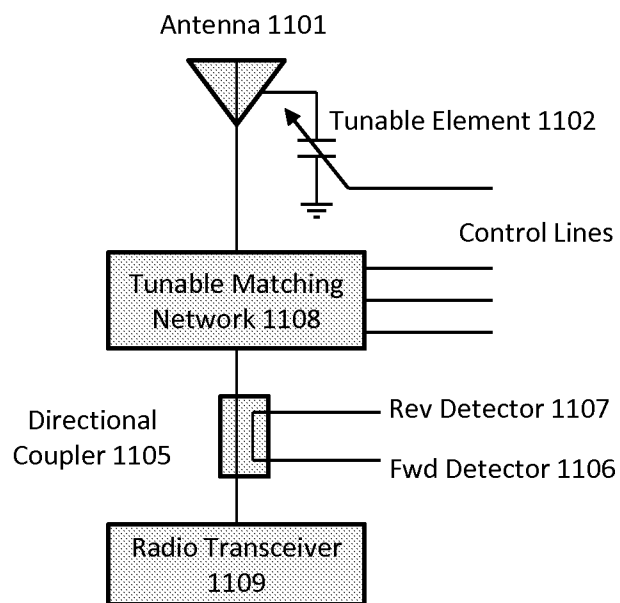 Antenna 1101
Tunable Element 1102
Control Lines
Tunable Matching
Network 1108
Directional
Coupler 1105
Rev Detector 1107
Fwd Detector 1106
Radio Transceiver
1109